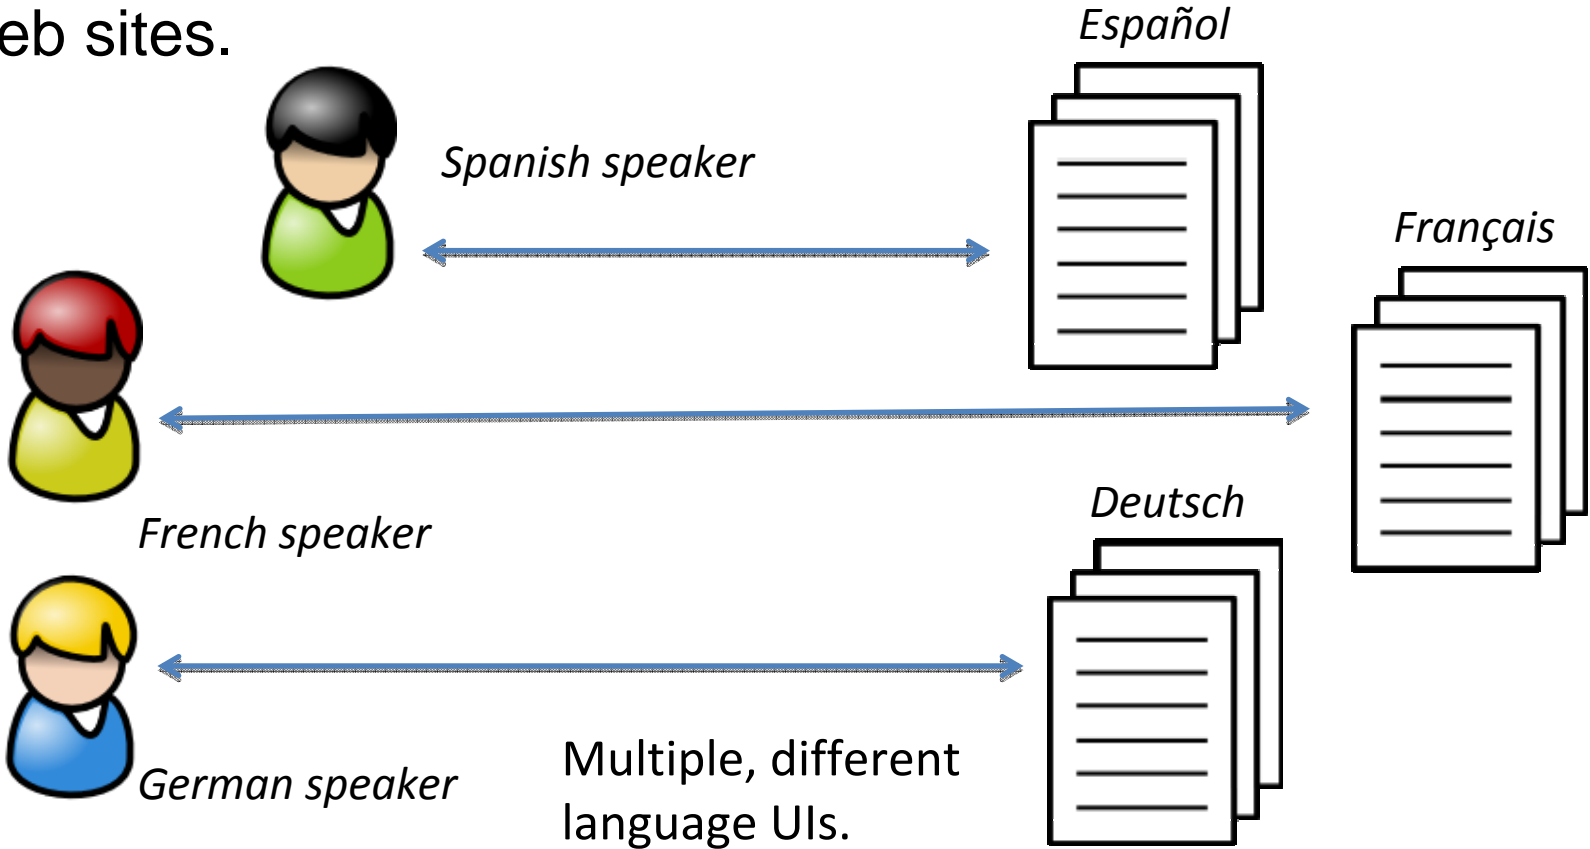 eb sites.
Español
Spanish speaker
Français
French speaker
Deutsch
German speaker
Multiple, different
language UIs.